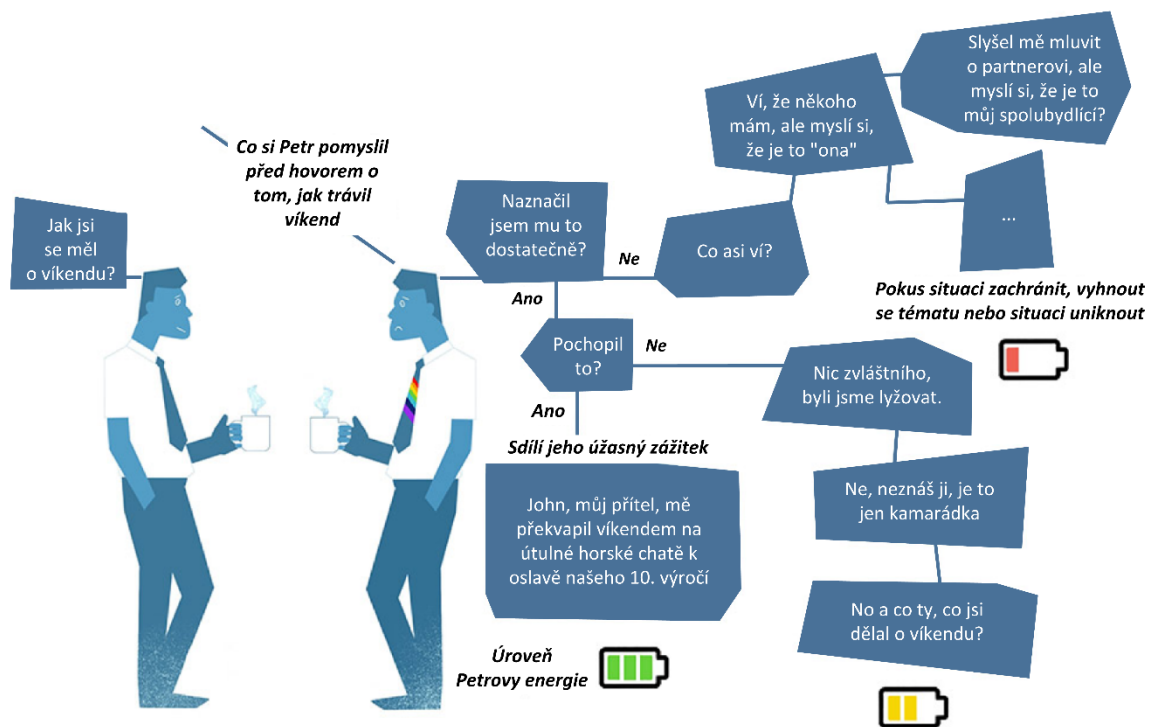 Jak jsi
se měl
o víkendu?
Co si Petr pomyslil
před hovorem o
tom, jak trávil
víkend
Naznačil
jsem mu to
dostatečně?
Ne
Co asi ví?
Ví, že někoho
mám, ale myslí si,
že je to "ona"
Slyšel mě mluvit
o partnerovi, ale
myslí si, že je to
můj spolubydlící?
...
Pokus situaci zachránit, vyhnout
se tématu nebo situaci uniknout
Ano
Pochopil
to?
Ne
Nic zvláštního,
byli jsme lyžovat.
Ne, neznáš ji, je to
jen kamarádka
No a co ty, co jsi
dělal o víkendu?
Ano
Sdílí jeho úžasný zážitek
John, můj přítel, mě
překvapil víkendem na
útulné horské chatě k
oslavě našeho 10. výročí
Úroveň
Petrovy energie